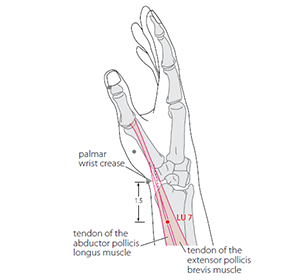 palmar
wrist crease
1.5
LU 7
tendon of the
abductor pollicis
longus muscle
tendon of the
extensor pollicis
brevis muscle